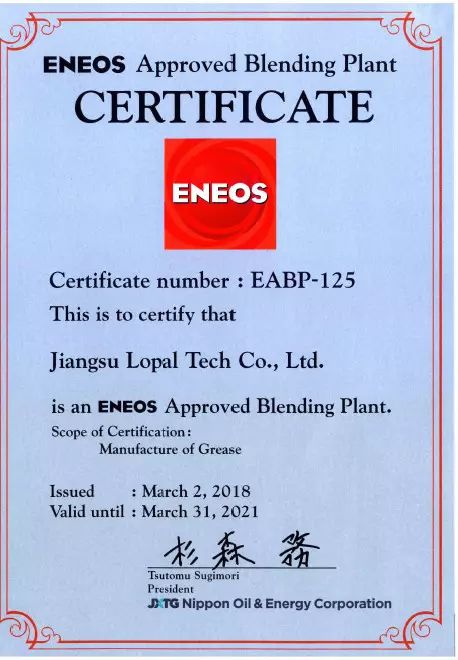 ENEOS Approved Blending Plant
CERTIFICATE
ENEOS
Certificate number : EABP-125
This is to certify that
Jiangsu Lopal Tech Co., Ltd.
is an ENEOS Approved Blending Plant.
Scope of Certification:
Manufacture of Grease
Issued : March 2, 2018
Valid until : March 31, 2021
杉森 務
Tsutomu Sugimori
President
JXTG Nippon Oil & Energy Corporation